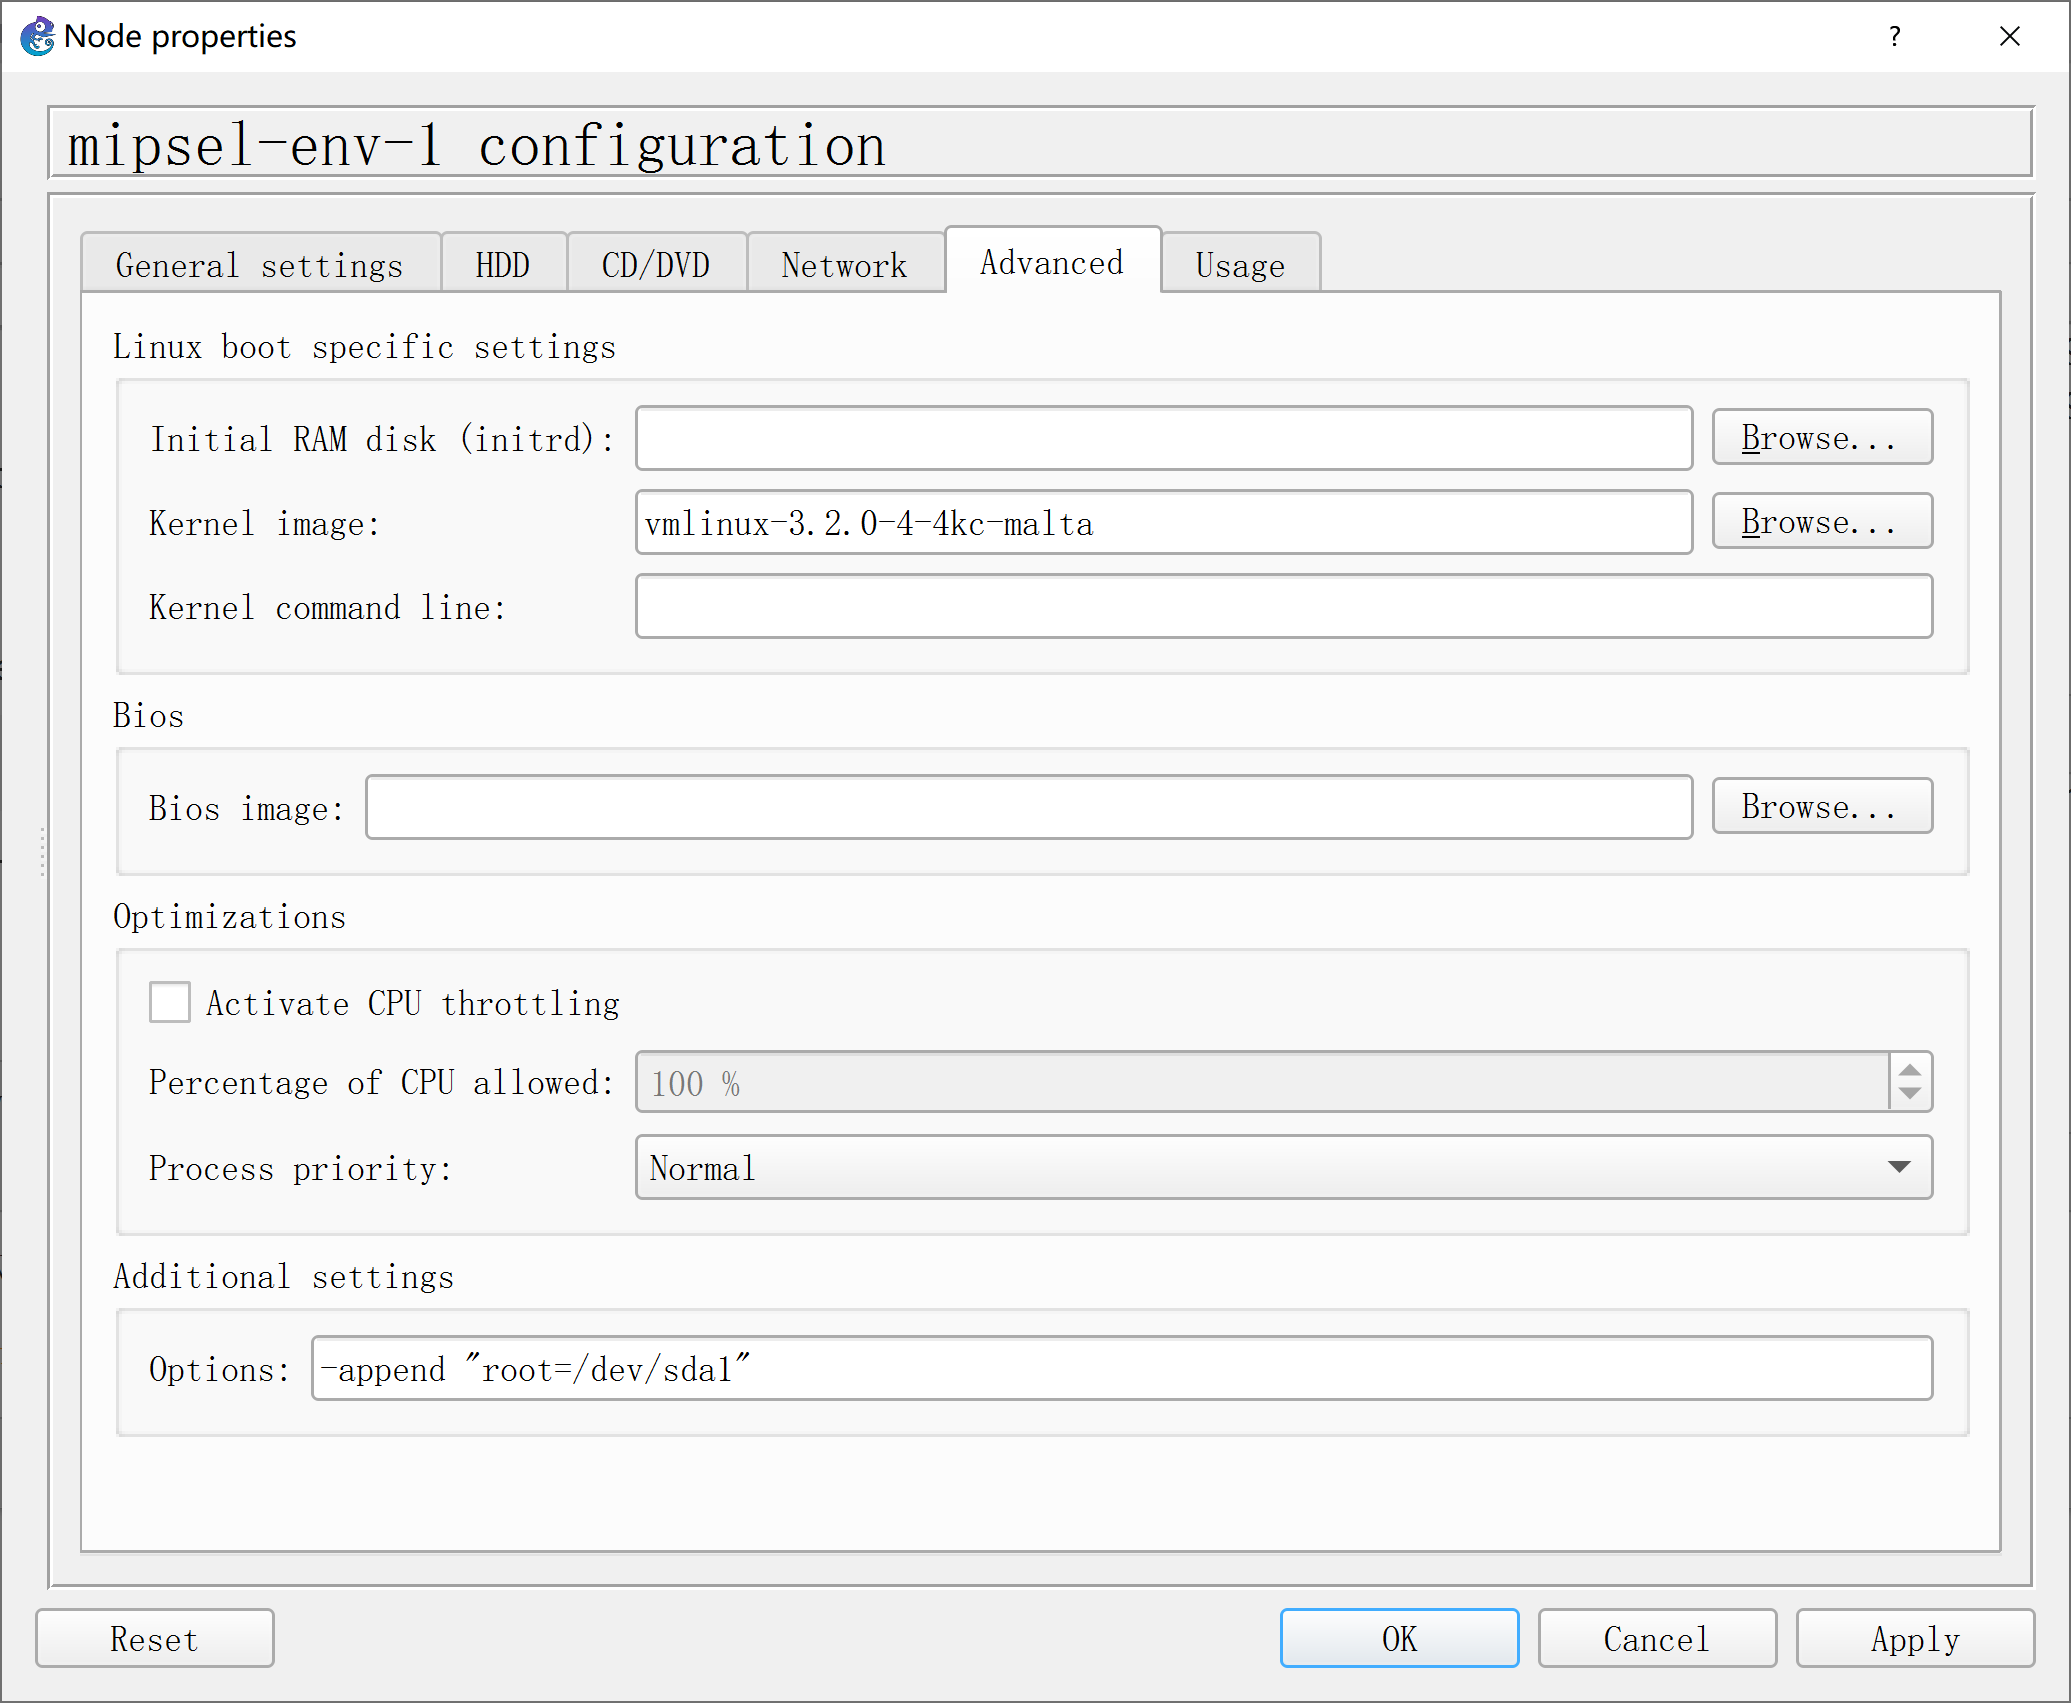 Node properties
?
mipsel-env-1 configuration
General settings HDD CD/DVD Network Advanced Usage
Linux boot specific settings
Initial RAM disk (initrd): Browse...
Kernel image: vmlinux-3.2.0-4-4kc-malta Browse...
Kernel command line:
Bios
Bios image: Browse...
Optimizations
Activate CPU throttling
Percentage of CPU allowed: 100 %
Process priority: Normal
Additional settings
Options: -append "root=/dev/sda1"
Reset OK Cancel Apply